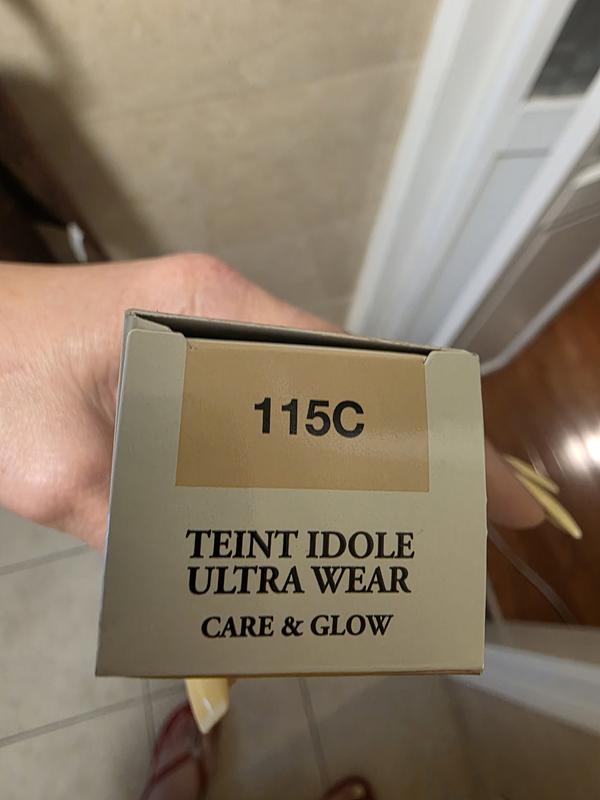 115C
TEINT IDOLE
ULTRA WEAR
CARE & GLOW